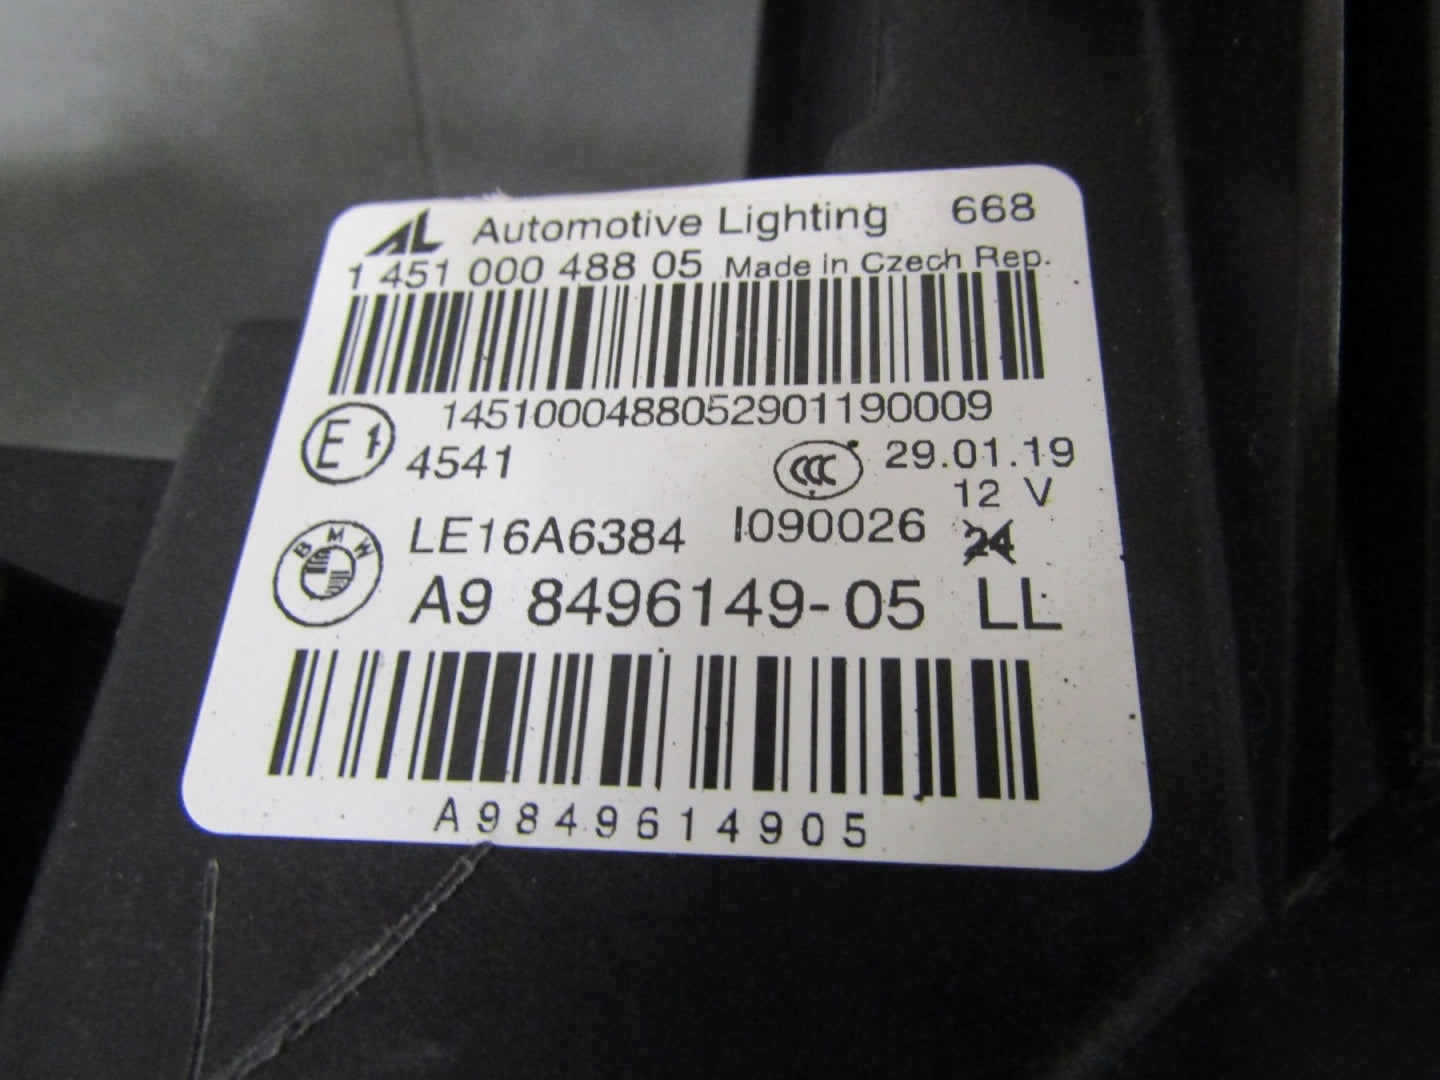 AL Automotive Lighting 668
1 451 000 488 05 Made in Czech Rep.
1451000488052901190009
E1 4541 CCC 29.01.19
12 V
BMW LE16A6384 I090026 24
A9 8496149-05 LL
A9849614905